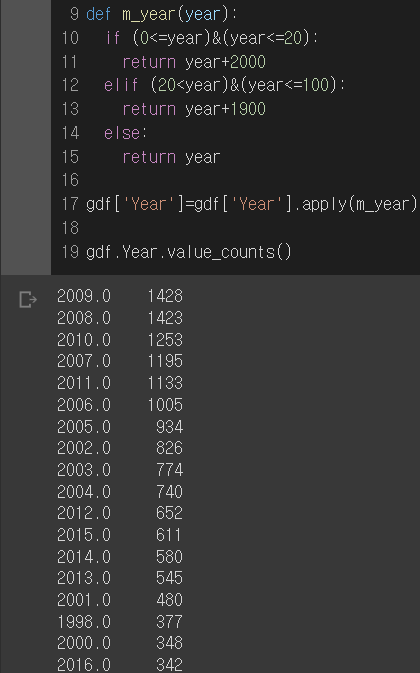 9 def m_year(year):
10   if (0<=year)&(year<=20):
11     return year+2000
12   elif (20<year)&(year<=100):
13     return year+1900
14   else:
15     return year
16
17 gdf['Year']=gdf['Year'].apply(m_year)
18
19 gdf.Year.value_counts()
2009.0    1428
2008.0    1423
2010.0    1253
2007.0    1195
2011.0    1133
2006.0    1005
2005.0     934
2002.0     826
2003.0     774
2004.0     740
2012.0     652
2015.0     611
2014.0     580
2013.0     545
2001.0     480
1998.0     377
2000.0     348
2016.0     342